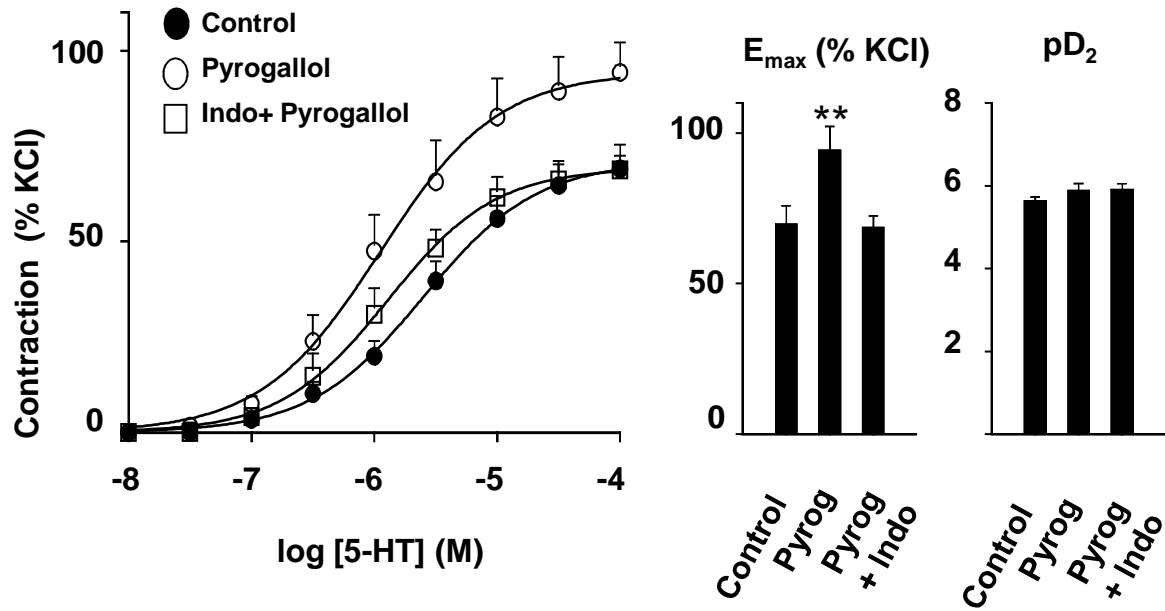 Control
Pyrogallol
Indo+ Pyrogallol
100
50
0
Contraction (% KCl)
-8 -7 -6 -5 -4
log [5-HT] (M)
Emax (% KCl)
100
50
0
**
Control
Pyrog
Pyrog
+ Indo
pD2
8
6
4
2
Control
Pyrog
Pyrog
+ Indo